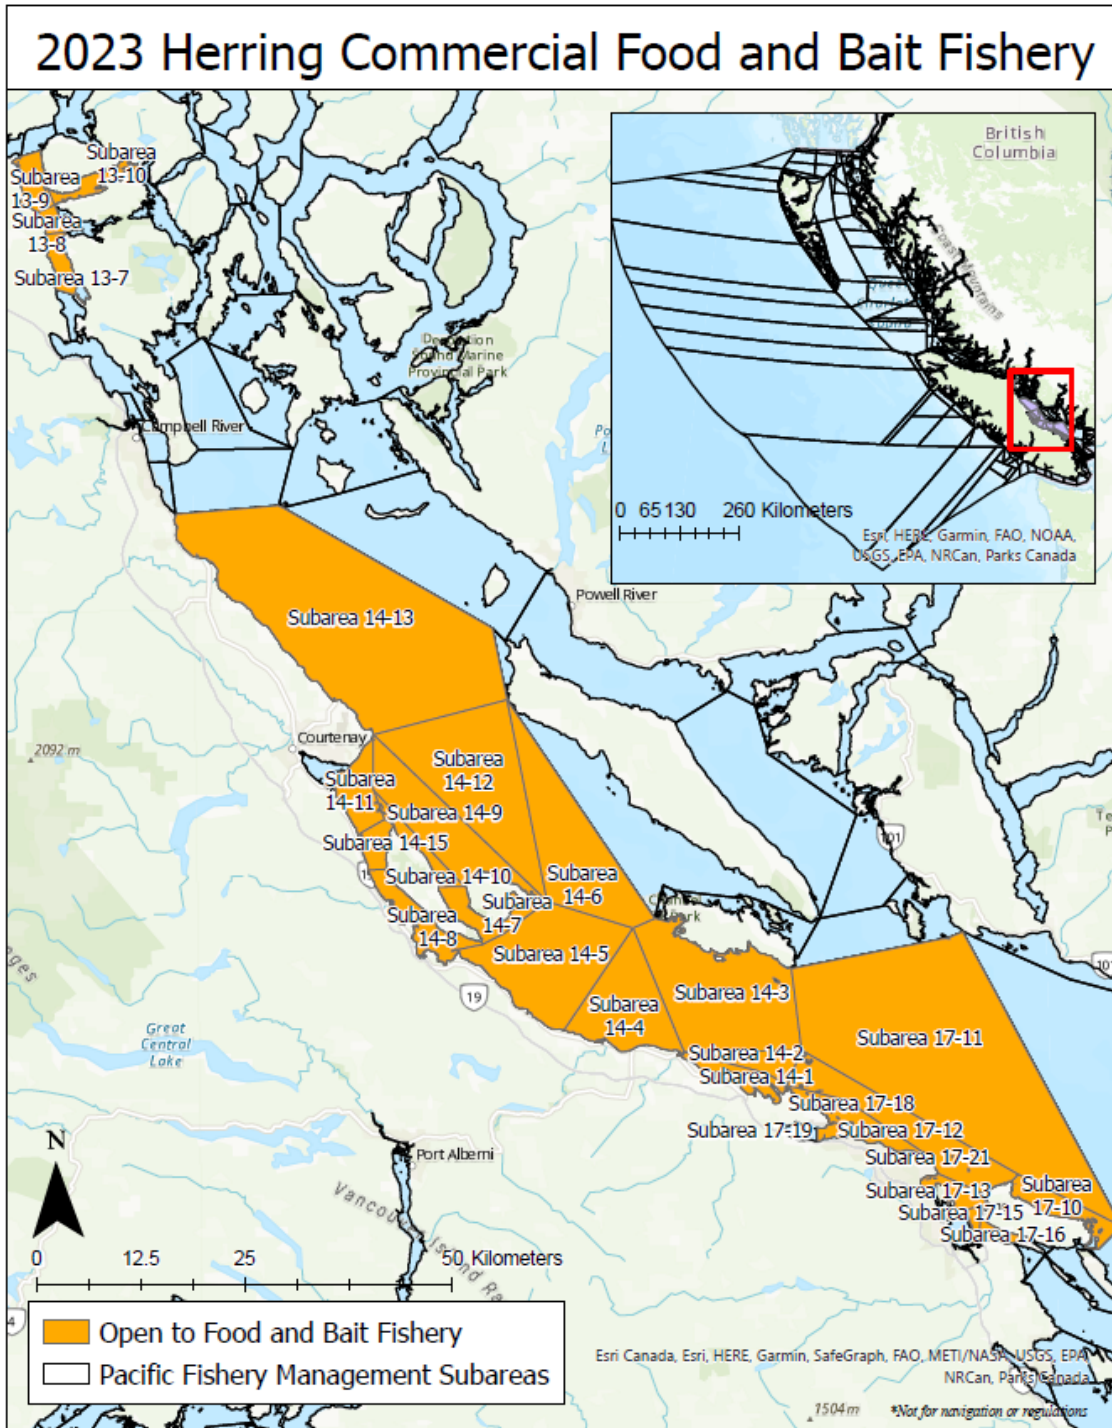 2023 Herring Commercial Food and Bait Fishery
British
Columbia
Coast Mountains
0 65 130 260 Kilometers
Esri, HERE, Garmin, FAO, NOAA,
USGS, EPA, NRCan, Parks Canada
Subarea
13-10
Subarea
13-9
Subarea
13-8
Subarea 13-7
Desolation
Sound Marine
Provincial Park
Campbell River
Powell River
Subarea 14-13
Courtenay
2092 m
Subarea
14-12
Subarea
14-11
Subarea 14-9
Subarea 14-15
101
19
Subarea 14-10
Subarea
14-6
Subarea
14-7
Subarea
14-8
Park
Subarea 14-5
101
19
Subarea 14-3
Subarea
14-4
Great
Central
Lake
Subarea 17-11
Subarea 14-2
Subarea 14-1
Subarea 17-18
Subarea 17-19
Subarea 17-12
Subarea 17-21
Port Alberni
Subarea 17-13
Subarea
17-10
Subarea 17-15
Subarea 17-16
Vancouver Island
N
0 12.5 25 50 Kilometers
4
Open to Food and Bait Fishery
Pacific Fishery Management Subareas
Esri Canada, Esri, HERE, Garmin, SafeGraph, FAO, METI/NASA, USGS, EPA,
NRCan, Parks Canada
1504 m
*Not for navigation or regulations